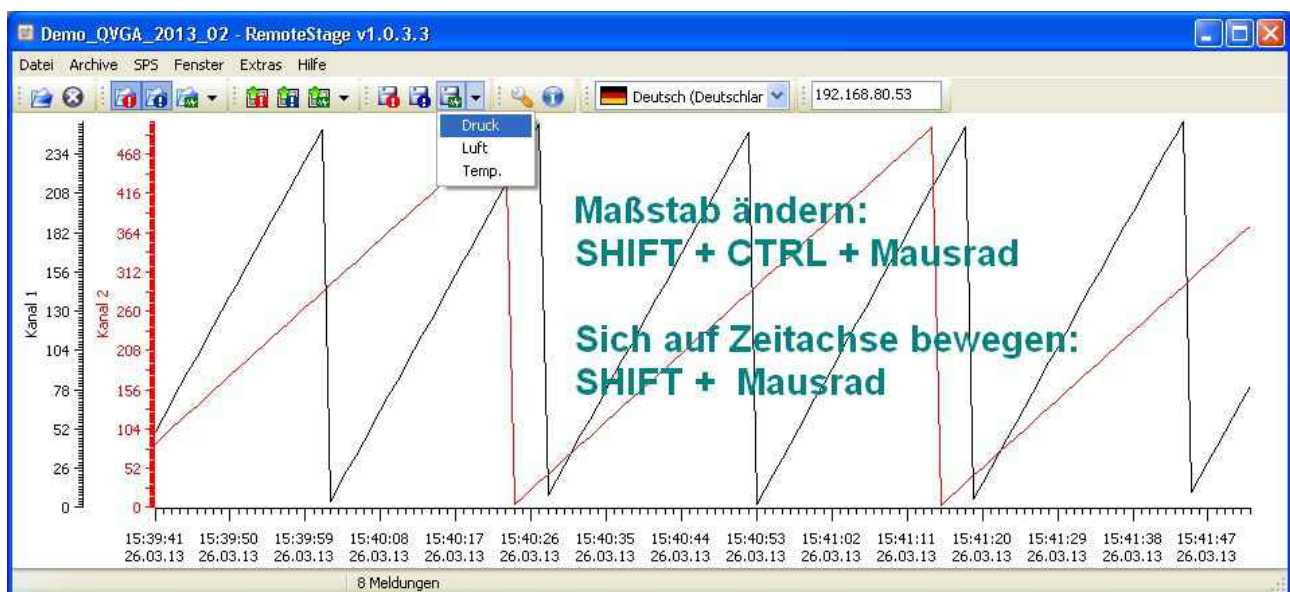 Demo_QVGA_2013_02 - RemoteStage v1.0.3.3
Datei Archive SPS Fenster Extras Hilfe
Deutsch (Deutschlar 192.168.80.53
Druck
Luft
Temp.
Maßstab ändern:
SHIFT + CTRL + Mausrad
Sich auf Zeitachse bewegen:
SHIFT + Mausrad
Kanal 1
234
208
182
156
130
104
78
52
26
0
Kanal 2
468
416
364
312
260
208
156
104
52
0
15:39:41 15:39:50 15:39:59 15:40:08 15:40:17 15:40:26 15:40:35 15:40:44 15:40:53 15:41:02 15:41:11 15:41:20 15:41:29 15:41:38 15:41:47
26.03.13 26.03.13 26.03.13 26.03.13 26.03.13 26.03.13 26.03.13 26.03.13 26.03.13 26.03.13 26.03.13 26.03.13 26.03.13 26.03.13 26.03.13
8 Meldungen